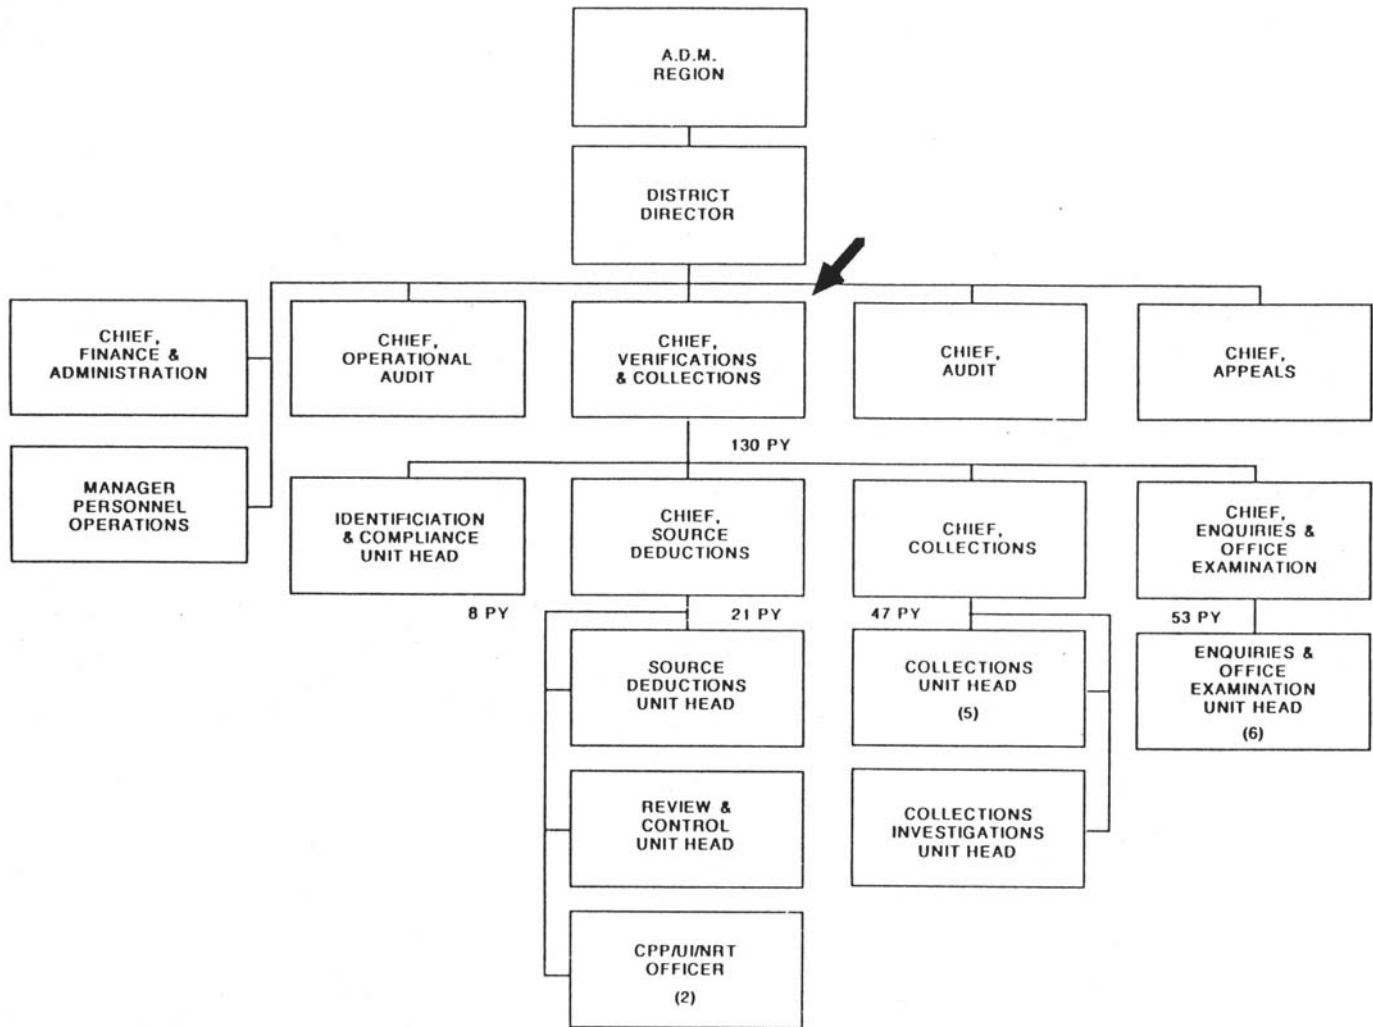 A.D.M.
REGION
DISTRICT
DIRECTOR
CHIEF,
FINANCE &
ADMINISTRATION
CHIEF,
OPERATIONAL
AUDIT
CHIEF,
VERIFICATIONS
& COLLECTIONS
CHIEF,
AUDIT
CHIEF,
APPEALS
130 PY
MANAGER
PERSONNEL
OPERATIONS
IDENTIFICIATION
& COMPLIANCE
UNIT HEAD
CHIEF,
SOURCE
DEDUCTIONS
CHIEF,
COLLECTIONS
CHIEF,
ENQUIRIES &
OFFICE
EXAMINATION
8 PY
21 PY
47 PY
53 PY
SOURCE
DEDUCTIONS
UNIT HEAD
COLLECTIONS
UNIT HEAD
(5)
ENQUIRIES &
OFFICE
EXAMINATION
UNIT HEAD
(6)
REVIEW &
CONTROL
UNIT HEAD
COLLECTIONS
INVESTIGATIONS
UNIT HEAD
CPP/UI/NRT
OFFICER
(2)